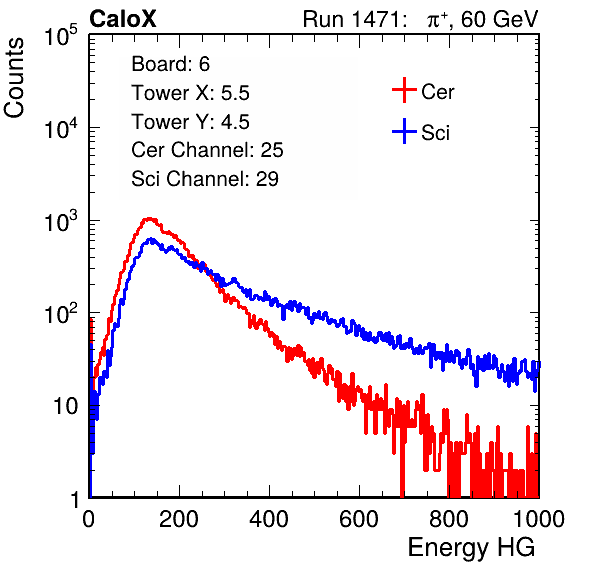 CaloX Run 1471: π⁺, 60 GeV
Counts
10⁵
10⁴
10³
10²
10
1
Board: 6
Tower X: 5.5
Tower Y: 4.5
Cer Channel: 25
Sci Channel: 29
Cer
Sci
0 200 400 600 800 1000
Energy HG